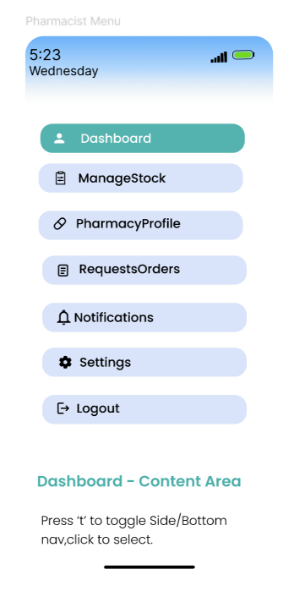 Pharmacist Menu
5:23
Wednesday
Dashboard
ManageStock
PharmacyProfile
RequestsOrders
Notifications
Settings
Logout
Dashboard - Content Area
Press ‘t’ to toggle Side/Bottom
nav,click to select.